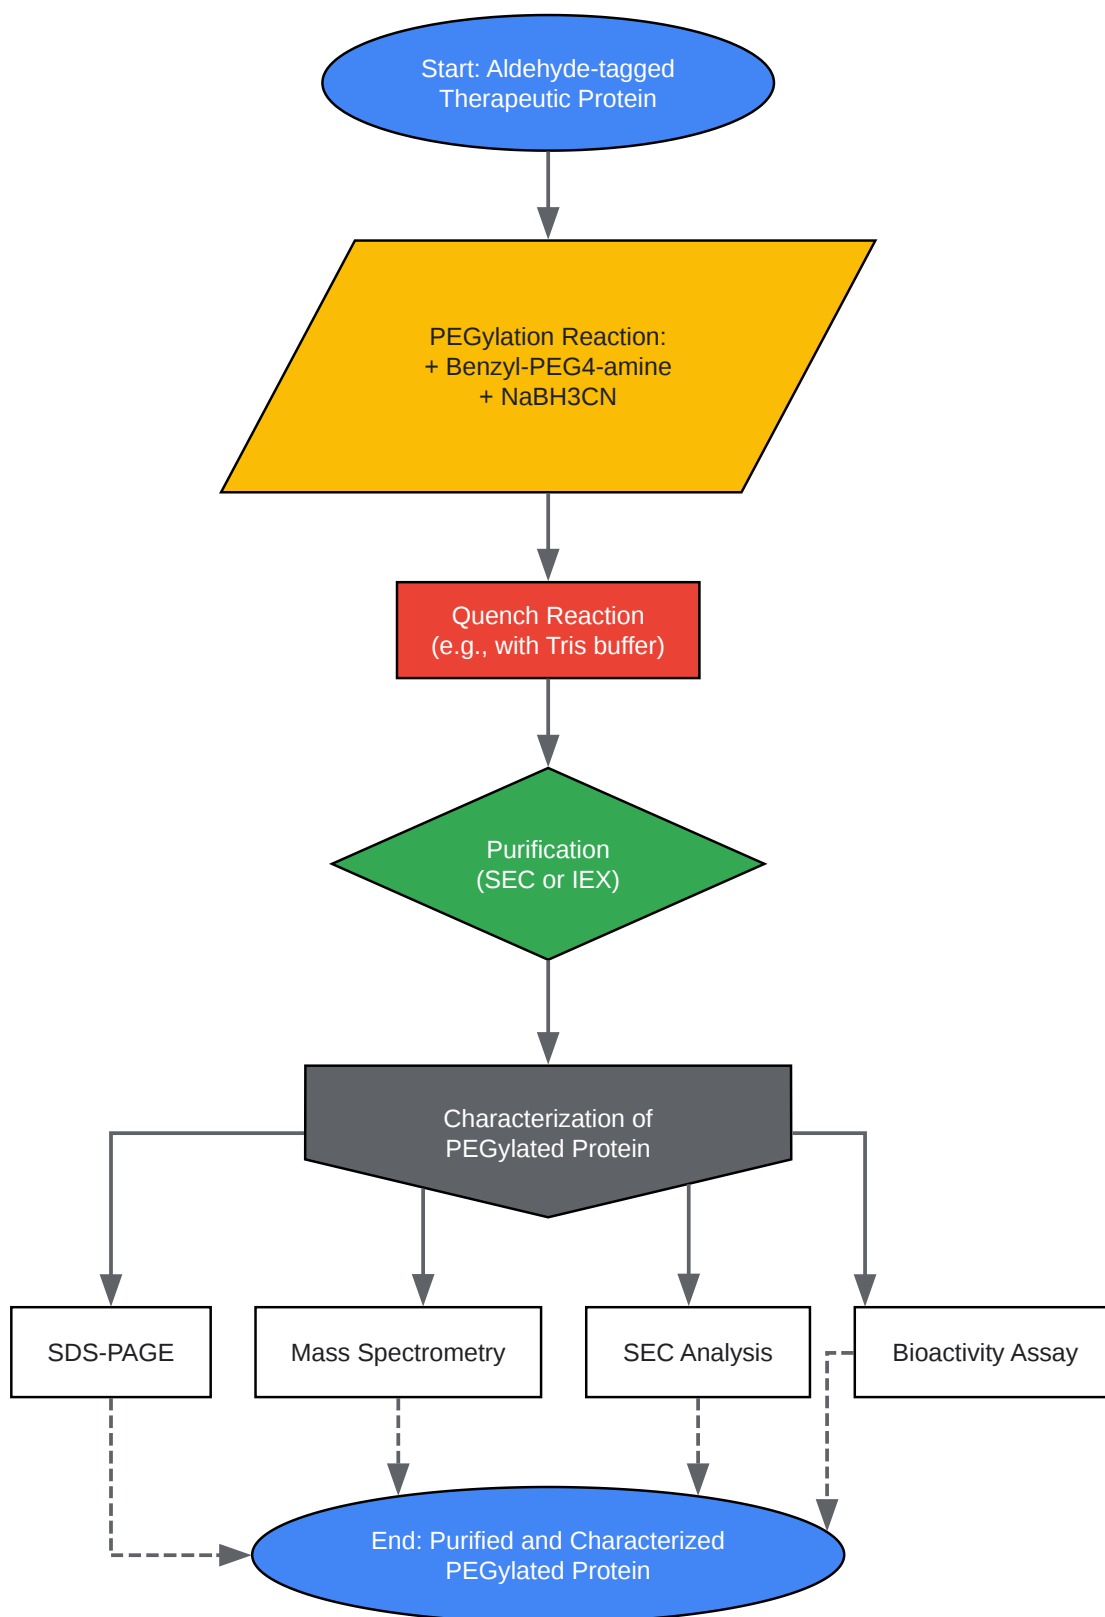 Start: Aldehyde-tagged
Therapeutic Protein
PEGylation Reaction:
+ Benzyl-PEG4-amine
+ NaBH3CN
Quench Reaction
(e.g., with Tris buffer)
Purification
(SEC or IEX)
Characterization of
PEGylated Protein
SDS-PAGE
Mass Spectrometry
SEC Analysis
Bioactivity Assay
End: Purified and Characterized
PEGylated Protein